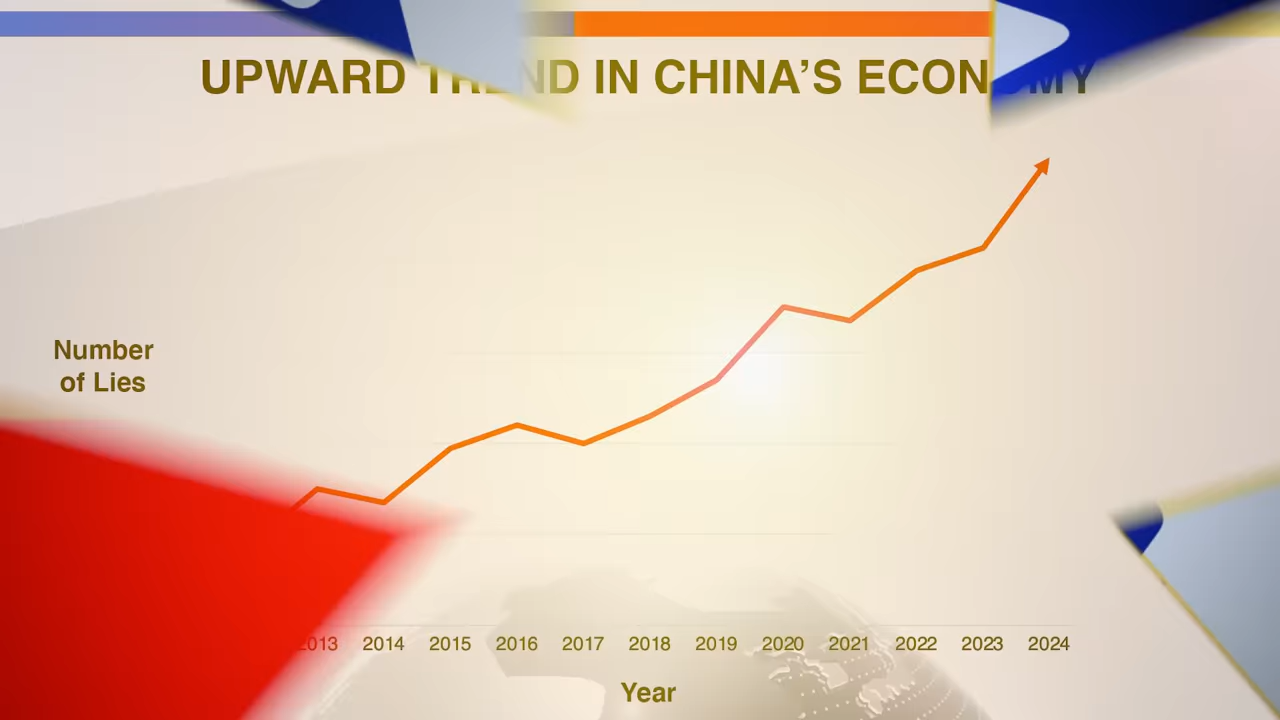 UPWARD TREND IN CHINA’S ECONOMY
Number
of Lies
2013 2014 2015 2016 2017 2018 2019 2020 2021 2022 2023 2024
Year